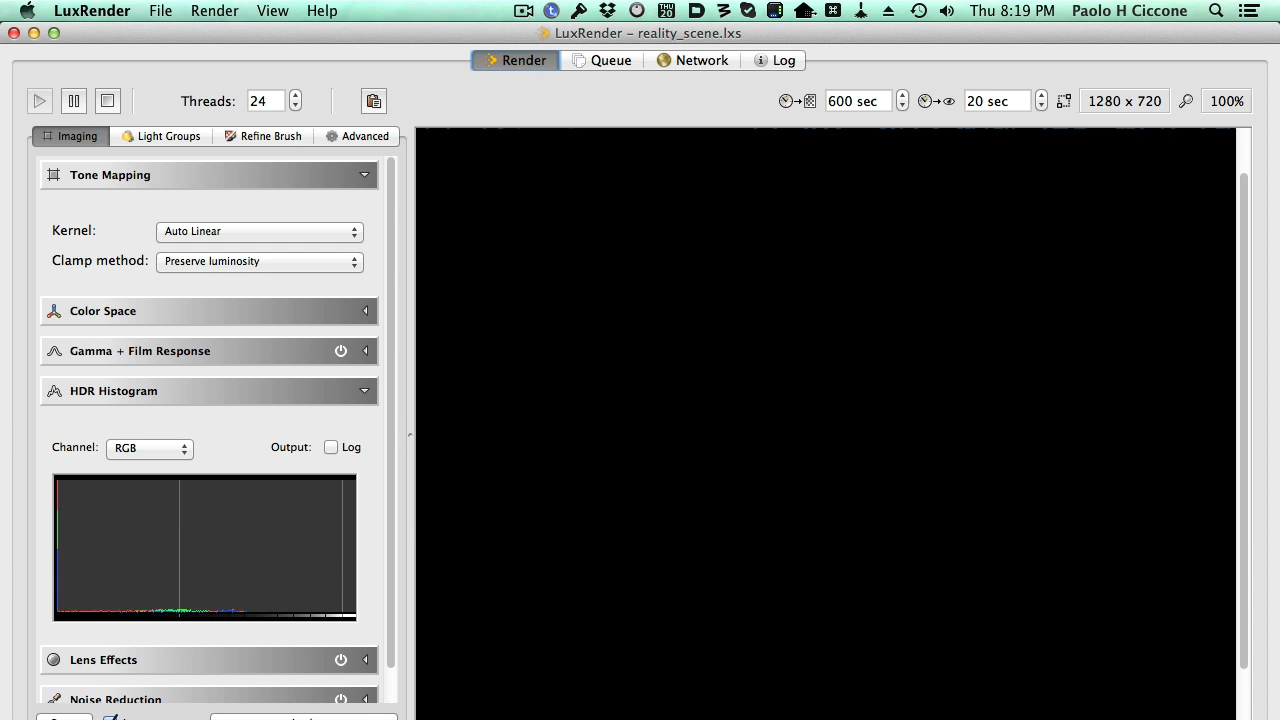 LuxRender File Render View Help THU 20 Thu 8:19 PM Paolo H Ciccone
LuxRender – reality_scene.lxs
Render Queue Network Log
Threads: 24 600 sec 20 sec 1280 x 720 100%
Imaging Light Groups Refine Brush Advanced
Tone Mapping
Kernel: Auto Linear
Clamp method: Preserve luminosity
Color Space
Gamma + Film Response
HDR Histogram
Channel: RGB Output: Log
Lens Effects
Noise Reduction